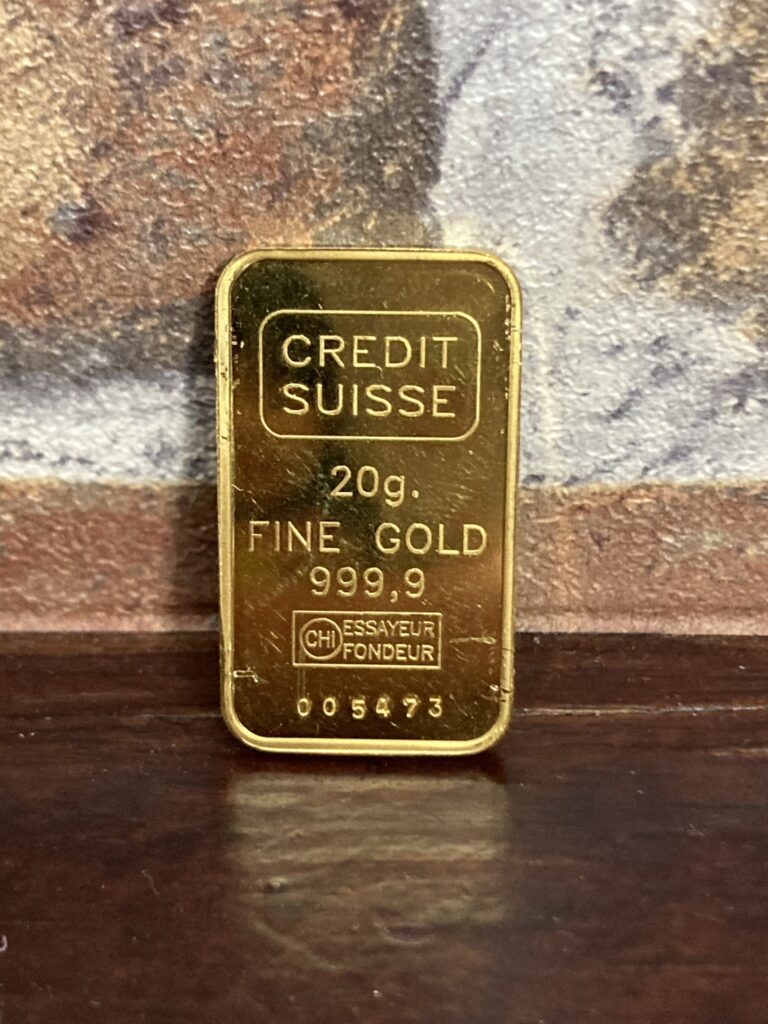 CREDIT
SUISSE
20g.
FINE GOLD
999,9
CHI ESSAYEUR
FONDEUR
005473